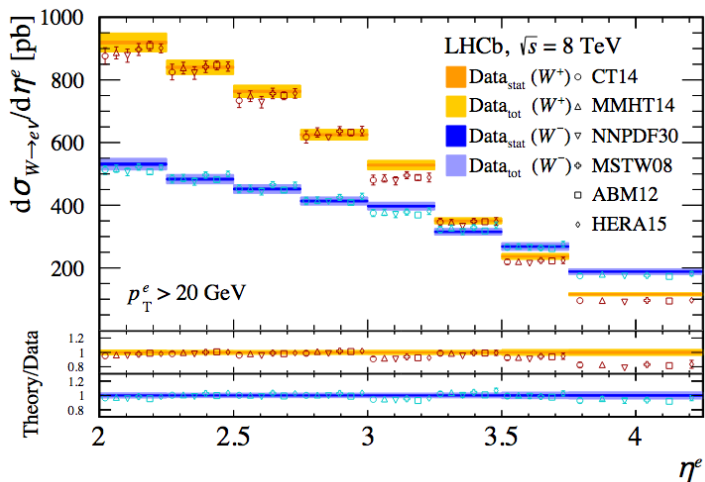 dσ_{W→eν}/dη^e [pb]
1000
800
600
400
200
LHCb, √s = 8 TeV
Data_stat (W⁺)
Data_tot (W⁺)
Data_stat (W⁻)
Data_tot (W⁻)
CT14
MMHT14
NNPDF30
MSTW08
ABM12
HERA15
p_T^e > 20 GeV
Theory/Data
1.2
1
0.8
1.2
1
0.8
2 2.5 3 3.5 4
η^e